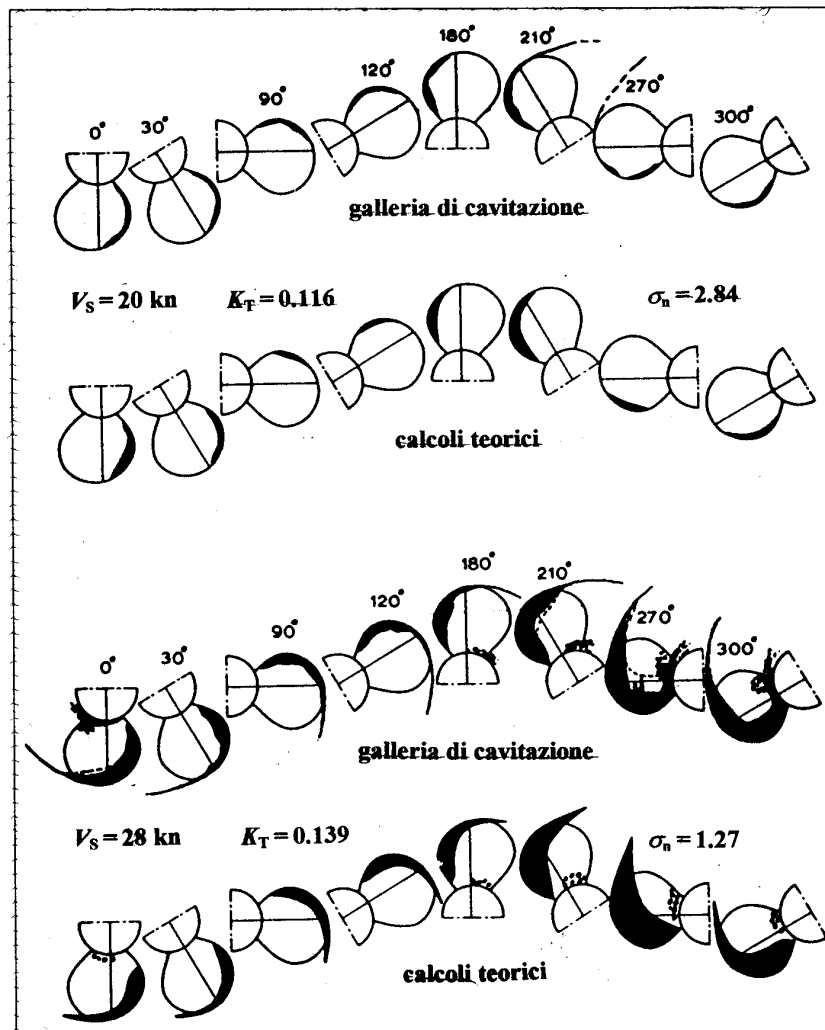 0° 30° 90° 120° 180° 210° 270° 300°
galleria di cavitazione
V_S = 20 kn K_T = 0.116 σ_n = 2.84
calcoli teorici
0° 30° 90° 120° 180° 210° 270° 300°
galleria di cavitazione
V_S = 28 kn K_T = 0.139 σ_n = 1.27
calcoli teorici